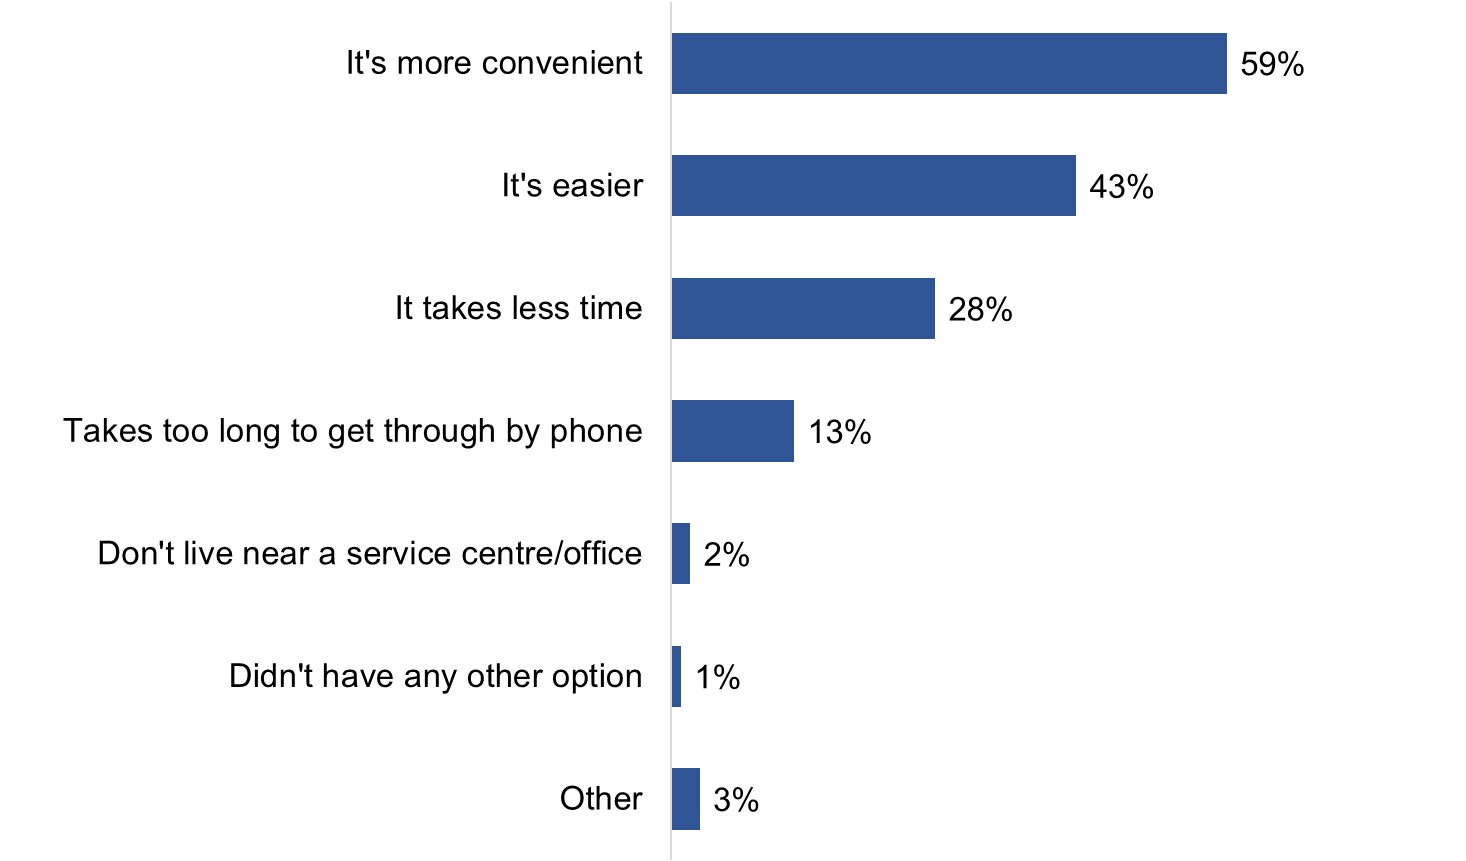 It's more convenient 59%
It's easier 43%
It takes less time 28%
Takes too long to get through by phone 13%
Don't live near a service centre/office 2%
Didn't have any other option 1%
Other 3%